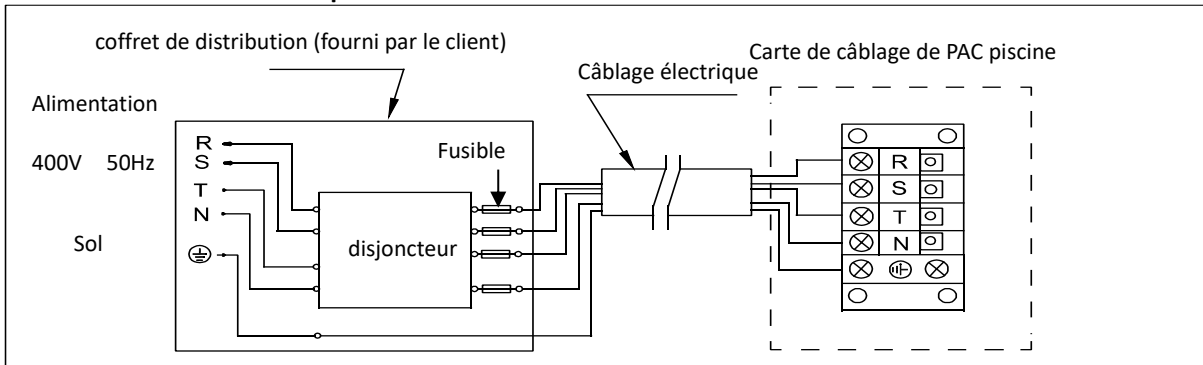 coffret de distribution (fourni par le client)
Carte de câblage de PAC piscine
Câblage électrique
Alimentation
400V 50Hz
Sol
R
S
T
N
Fusible
disjoncteur
R
S
T
N